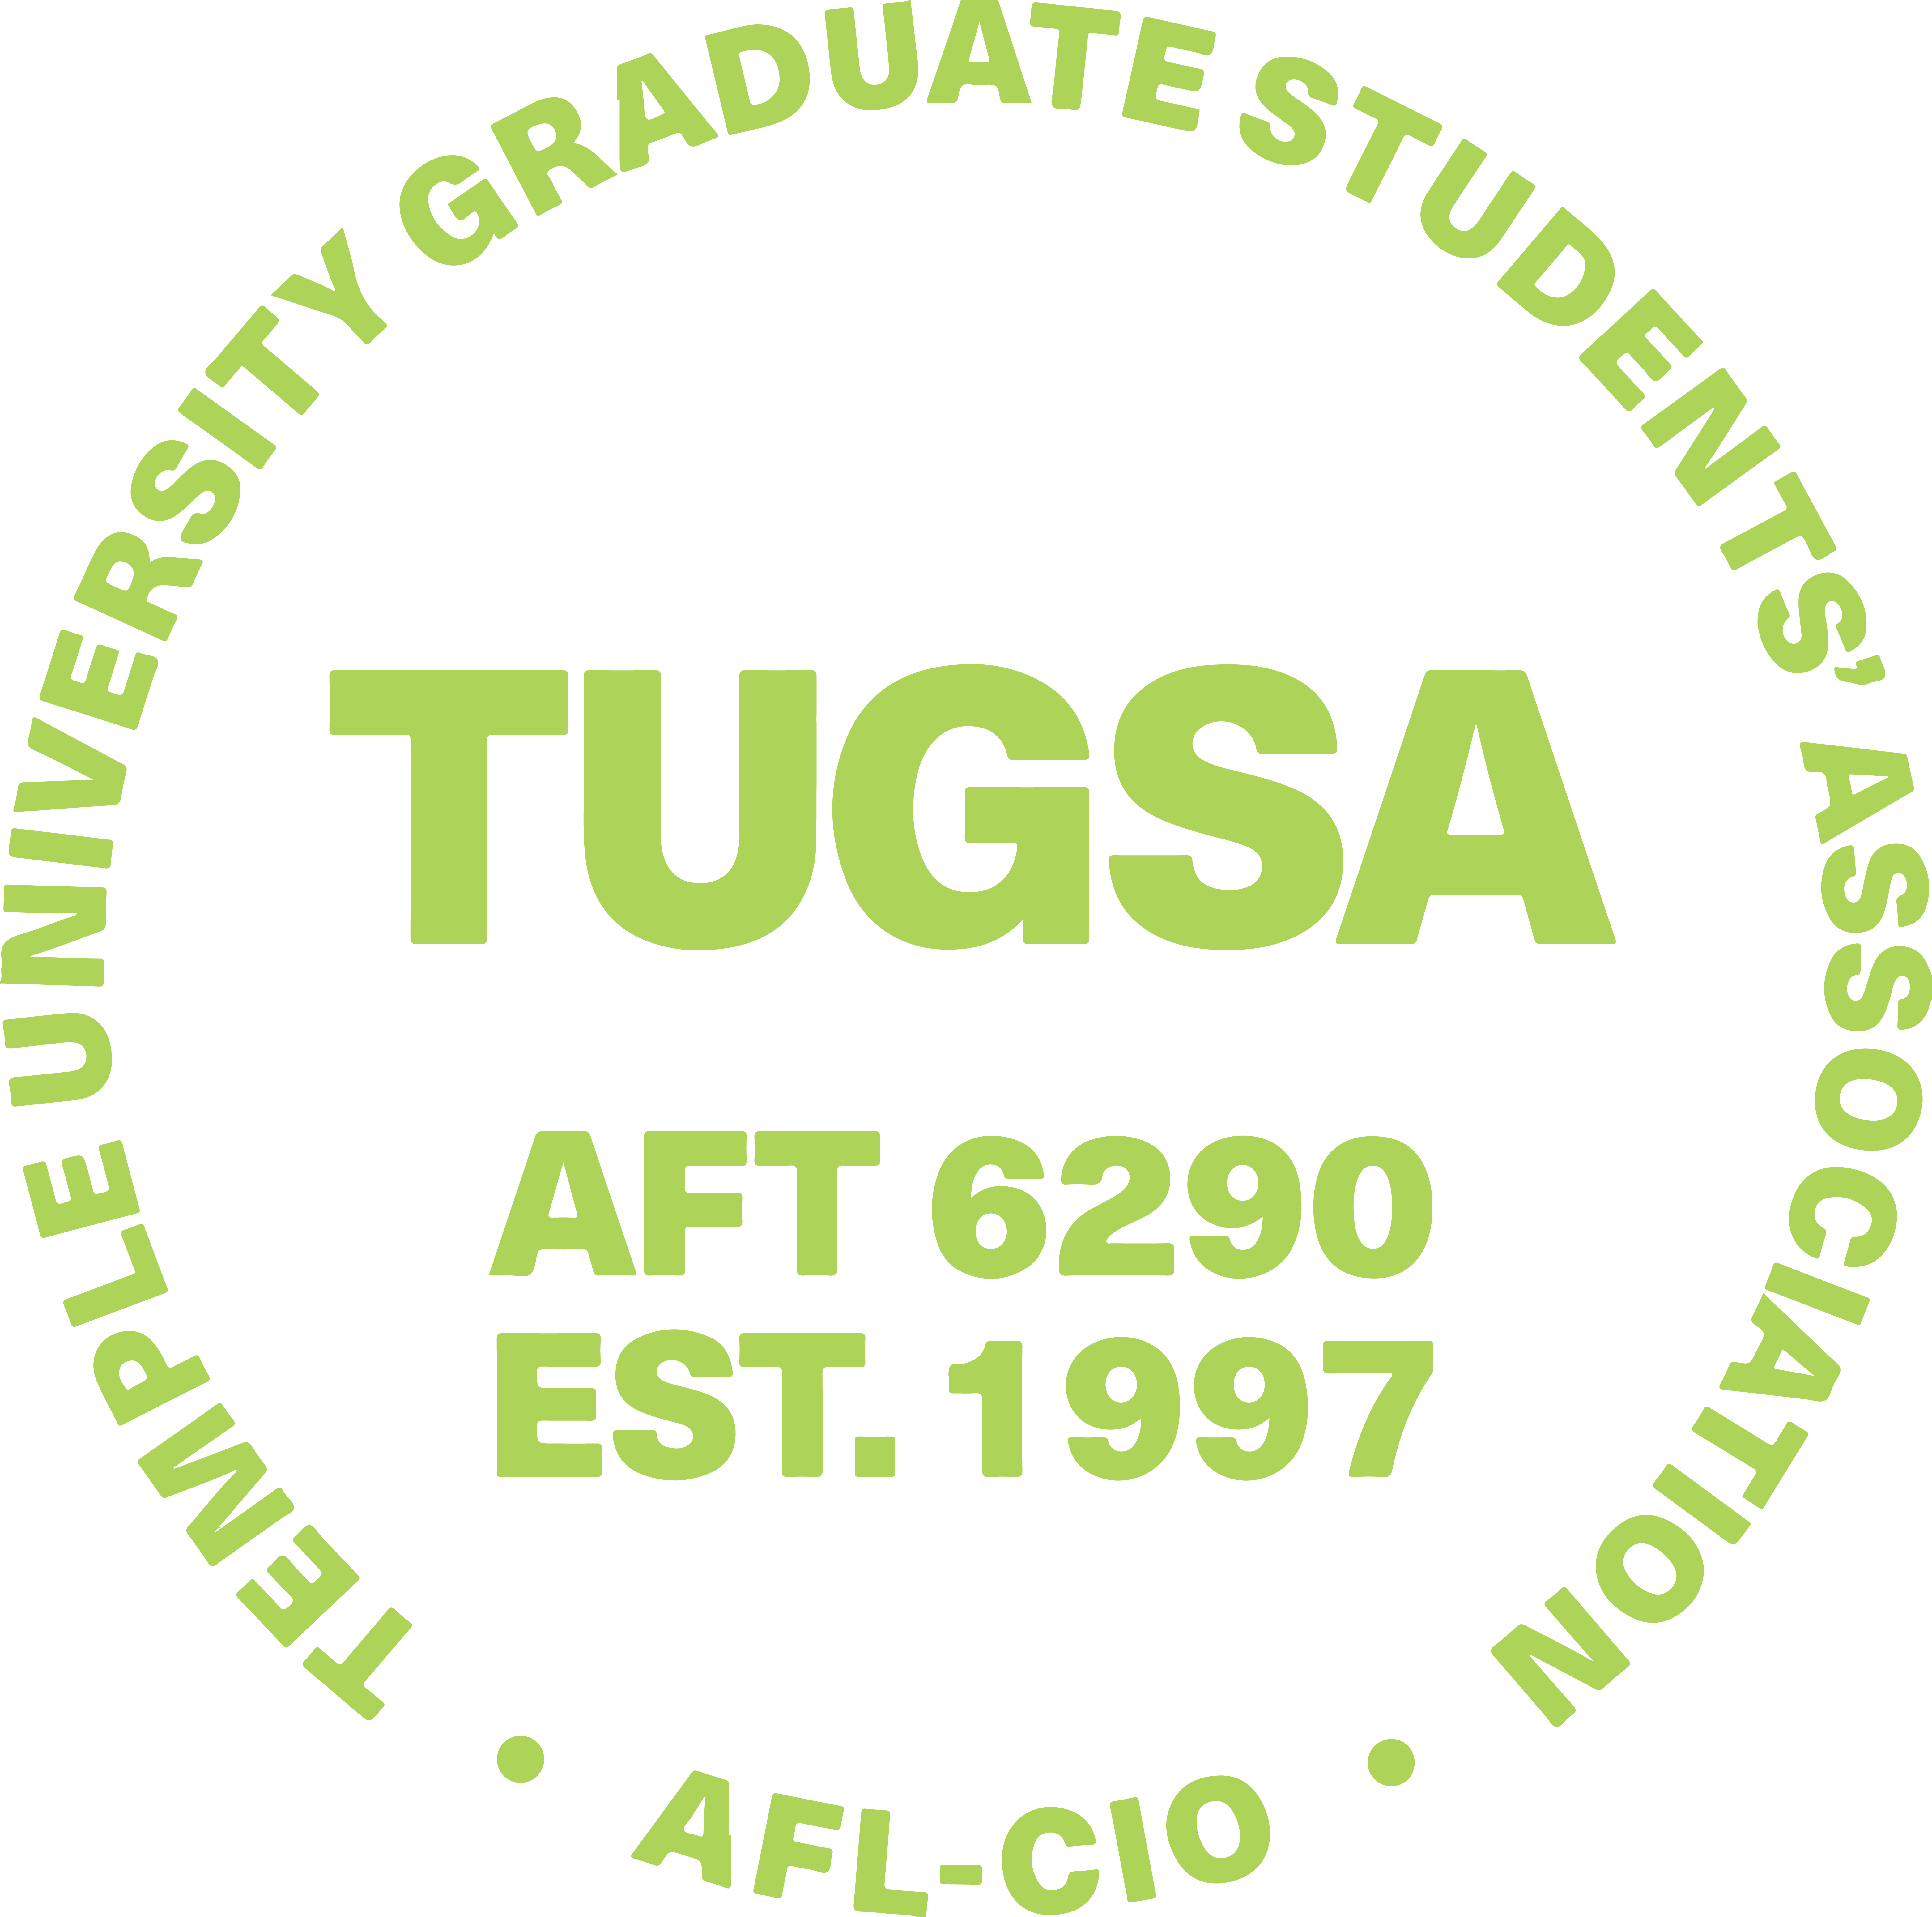 TEMPLE UNIVERSITY GRADUATE STUDENTS ASSOCIATION
TUGSA
AFT 6290
EST. 1997
• AFL-CIO •